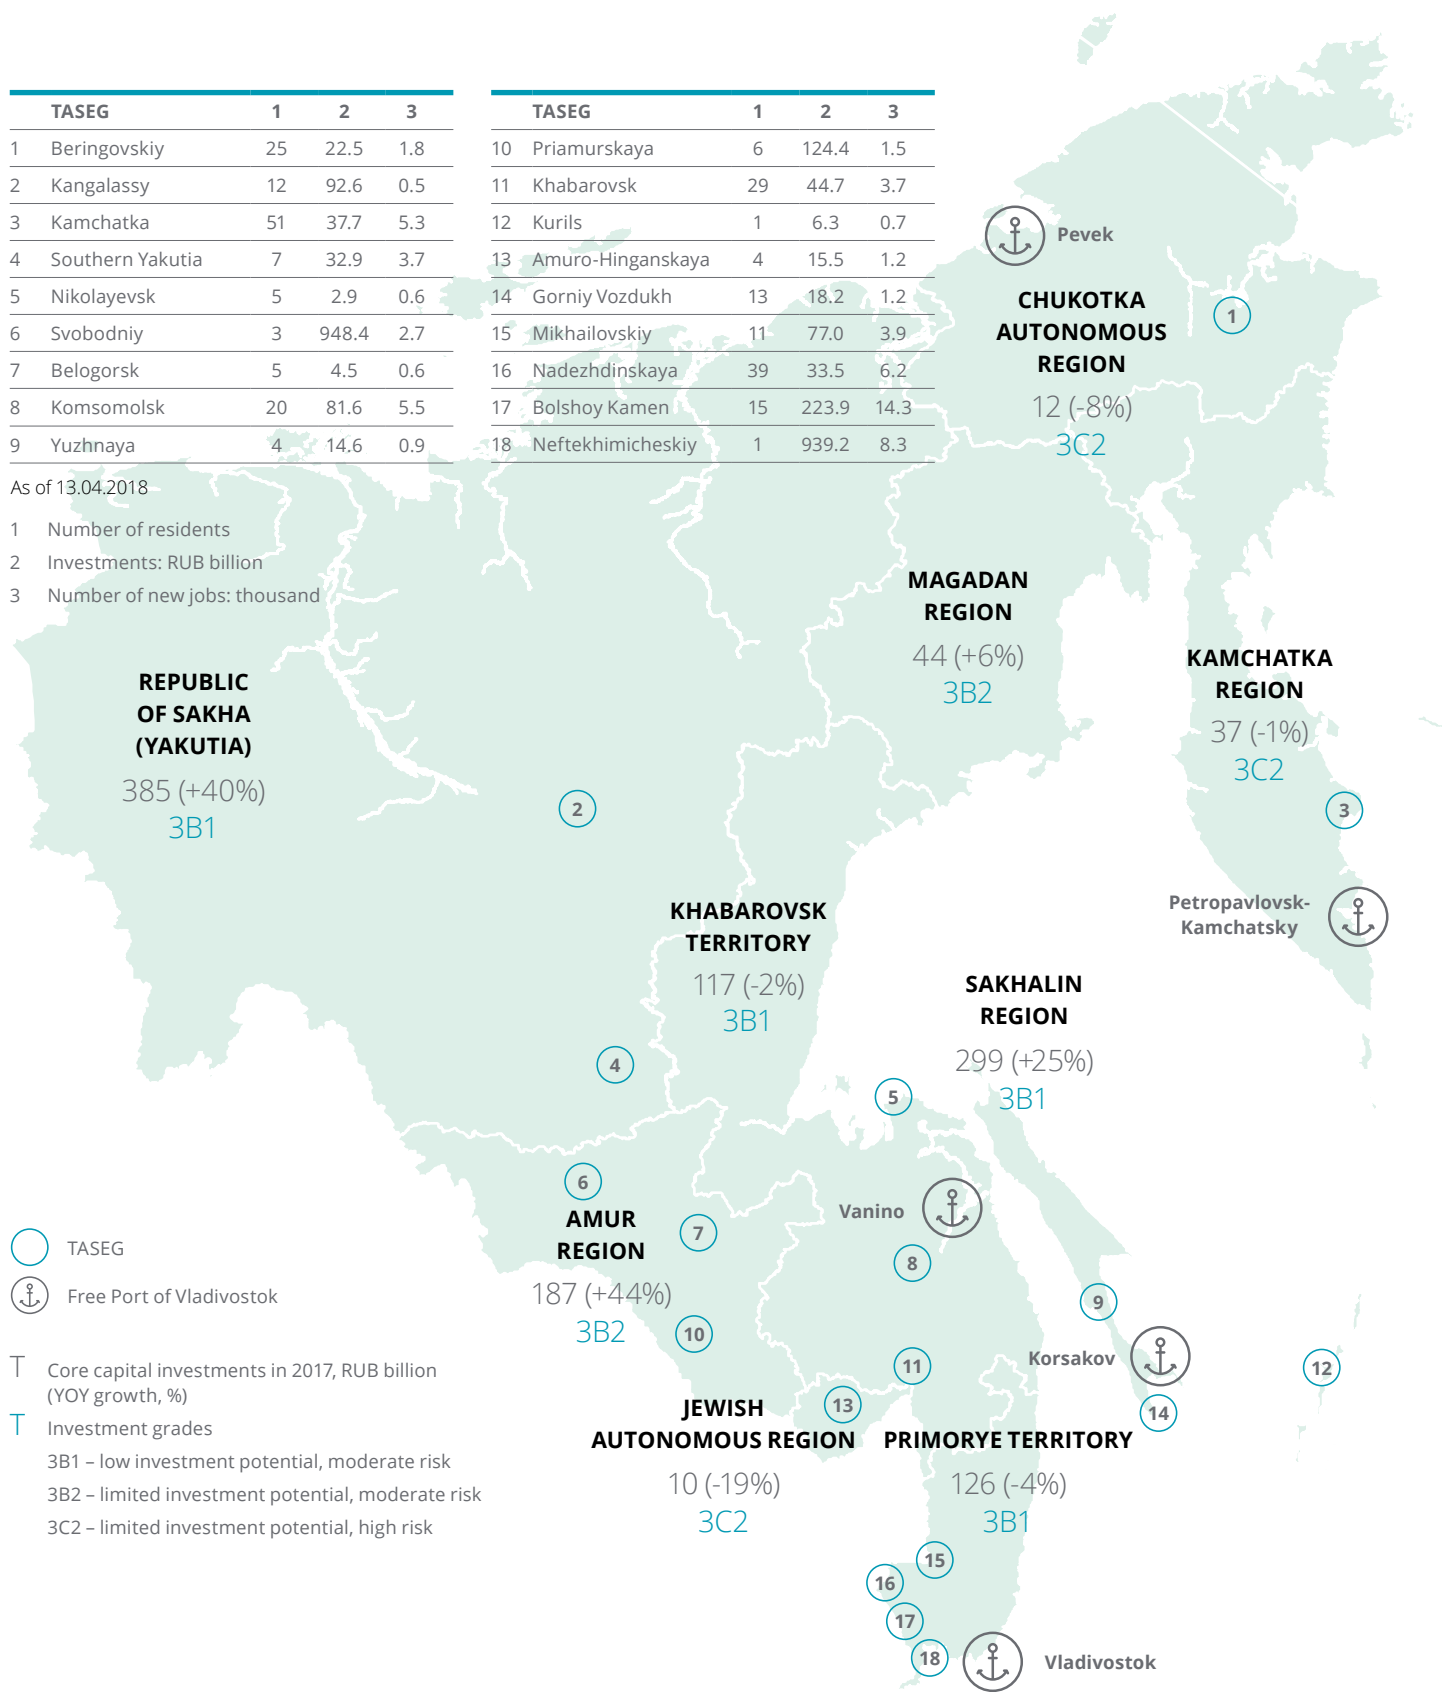 TASEG 1 2 3
1 Beringovskiy 25 22.5 1.8
2 Kangalassy 12 92.6 0.5
3 Kamchatka 51 37.7 5.3
4 Southern Yakutia 7 32.9 3.7
5 Nikolayevsk 5 2.9 0.6
6 Svobodniy 3 948.4 2.7
7 Belogorsk 5 4.5 0.6
8 Komsomolsk 20 81.6 5.5
9 Yuzhnaya 4 14.6 0.9
TASEG 1 2 3
10 Priamurskaya 6 124.4 1.5
11 Khabarovsk 29 44.7 3.7
12 Kurils 1 6.3 0.7
13 Amuro-Hinganskaya 4 15.5 1.2
14 Gorniy Vozdukh 13 18.2 1.2
15 Mikhailovskiy 11 77.0 3.9
16 Nadezhdinskaya 39 33.5 6.2
17 Bolshoy Kamen 15 223.9 14.3
18 Neftekhimicheskiy 1 939.2 8.3
As of 13.04.2018
1 Number of residents
2 Investments: RUB billion
3 Number of new jobs: thousand
Pevek
CHUKOTKA
AUTONOMOUS
REGION
12 (-8%)
3C2
1
MAGADAN
REGION
44 (+6%)
3B2
KAMCHATKA
REGION
37 (-1%)
3C2
3
REPUBLIC
OF SAKHA
(YAKUTIA)
385 (+40%)
3B1
2
Petropavlovsk-
Kamchatsky
KHABAROVSK
TERRITORY
117 (-2%)
3B1
SAKHALIN
REGION
299 (+25%)
3B1
4
5
6
AMUR
REGION
187 (+44%)
3B2
7
Vanino
8
9
10
11
Korsakov
12
13
14
JEWISH
AUTONOMOUS REGION
10 (-19%)
3C2
PRIMORYE TERRITORY
126 (-4%)
3B1
15
16
17
18
Vladivostok
TASEG
Free Port of Vladivostok
T Core capital investments in 2017, RUB billion
(YOY growth, %)
T Investment grades
3B1 – low investment potential, moderate risk
3B2 – limited investment potential, moderate risk
3C2 – limited investment potential, high risk